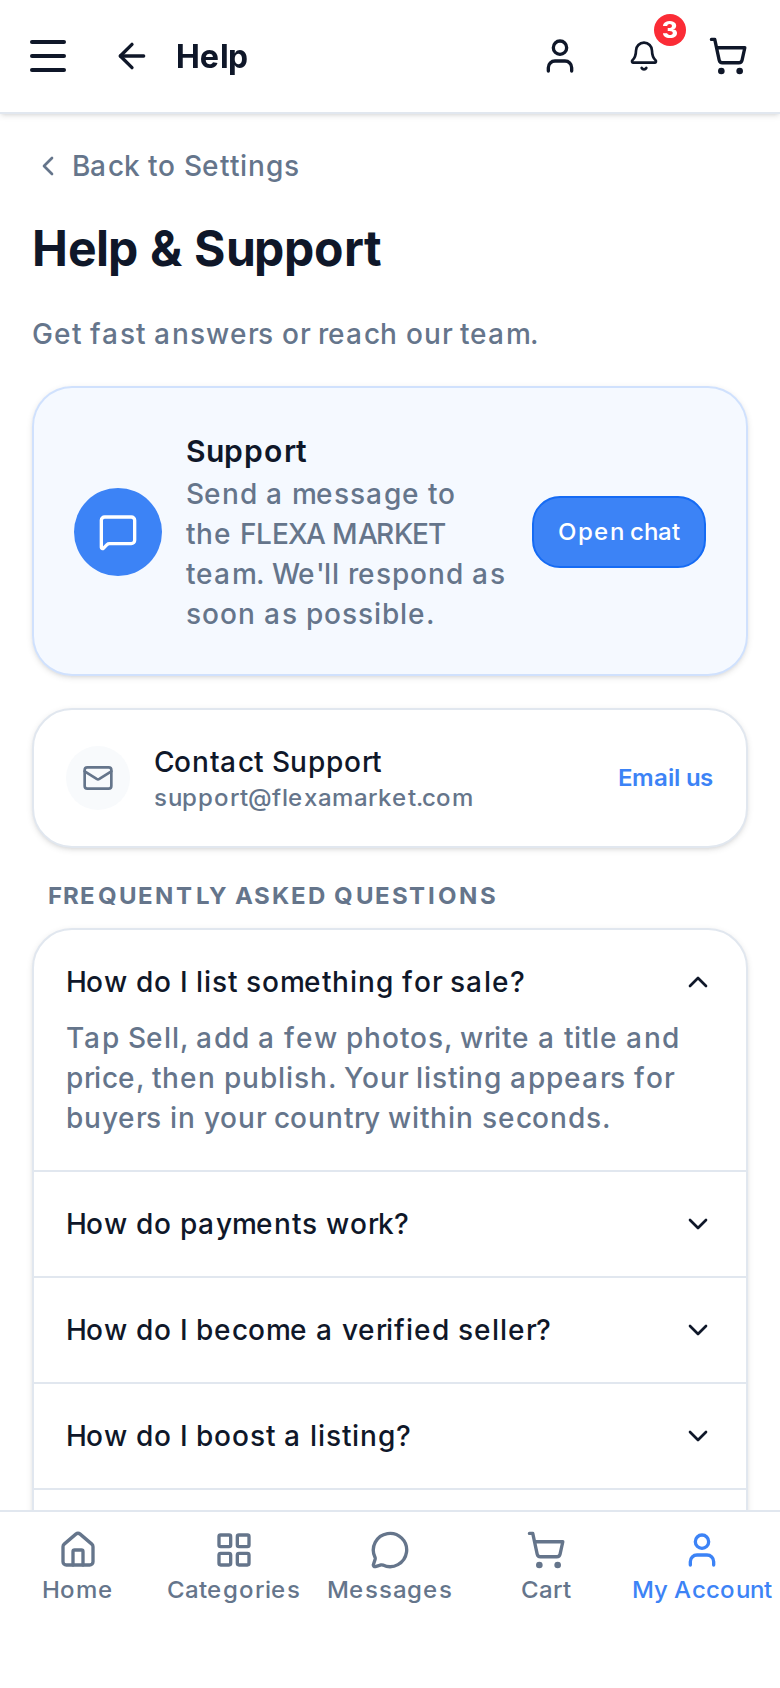 Help
3
Back to Settings
Help & Support
Get fast answers or reach our team.
Support
Send a message to
the FLEXA MARKET
team. We'll respond as
soon as possible.
Open chat
Contact Support
support@flexamarket.com
Email us
FREQUENTLY ASKED QUESTIONS
How do I list something for sale?
Tap Sell, add a few photos, write a title and
price, then publish. Your listing appears for
buyers in your country within seconds.
How do payments work?
How do I become a verified seller?
How do I boost a listing?
Home
Categories
Messages
Cart
My Account